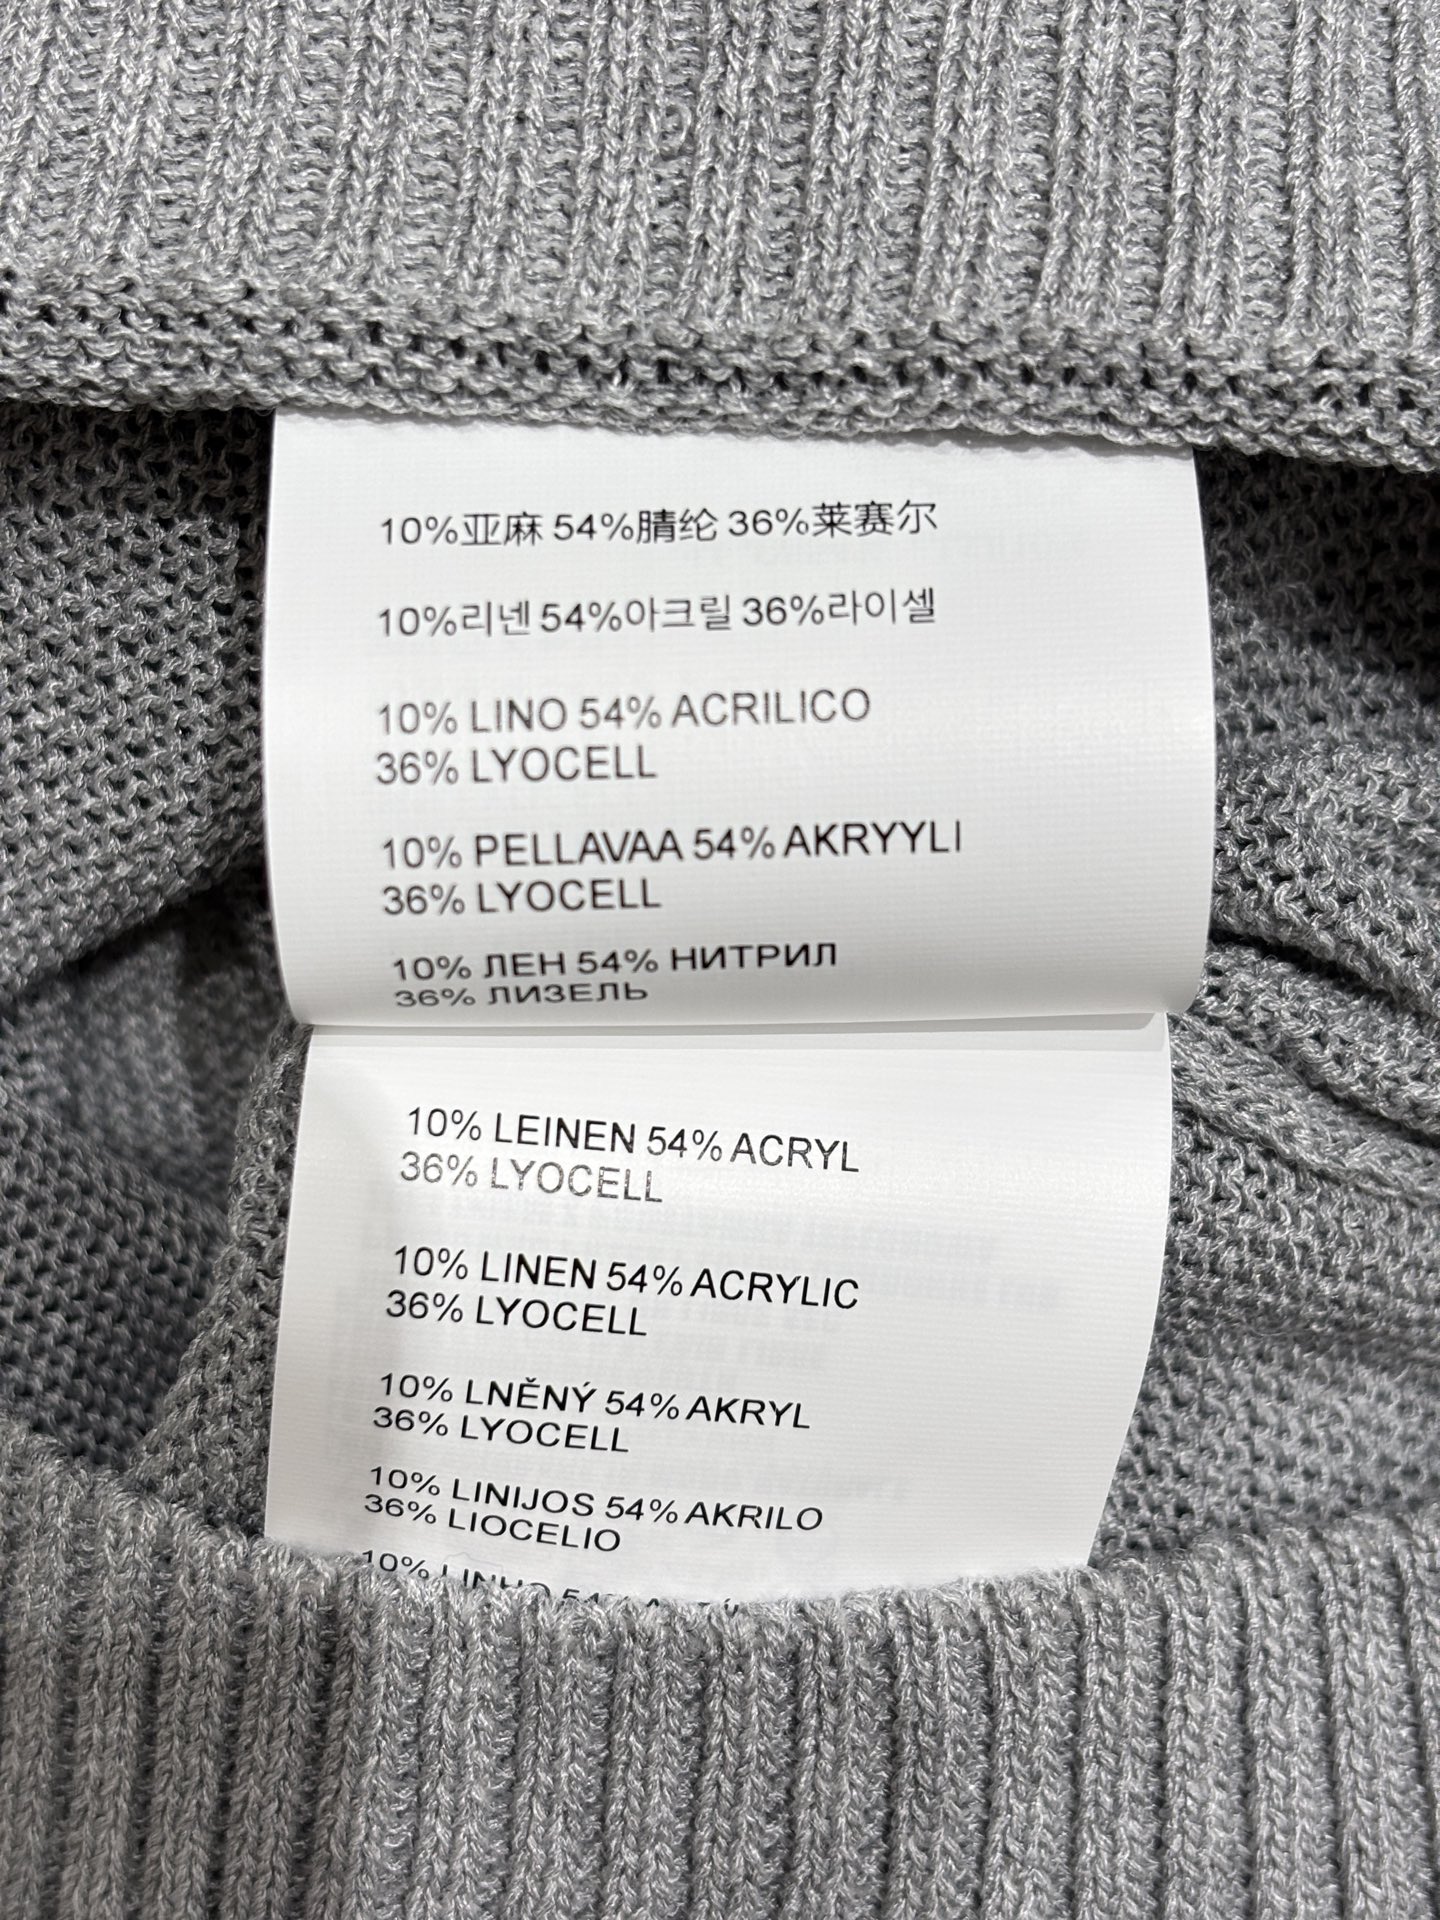 10%亚麻 54%腈纶 36%莱赛尔
10%리넨 54%아크릴 36%라이셀
10% LINO 54% ACRILICO
36% LYOCELL
10% PELLAVAA 54% AKRYYLI
36% LYOCELL
10% ЛЕН 54% НИТРИЛ
36% ЛИЗЕЛЬ
10% LEINEN 54% ACRYL
36% LYOCELL
10% LINEN 54% ACRYLIC
36% LYOCELL
10% LNĚNÝ 54% AKRYL
36% LYOCELL
10% LINIJOS 54% AKRILO
36% LIOCELIO
10% LINHO